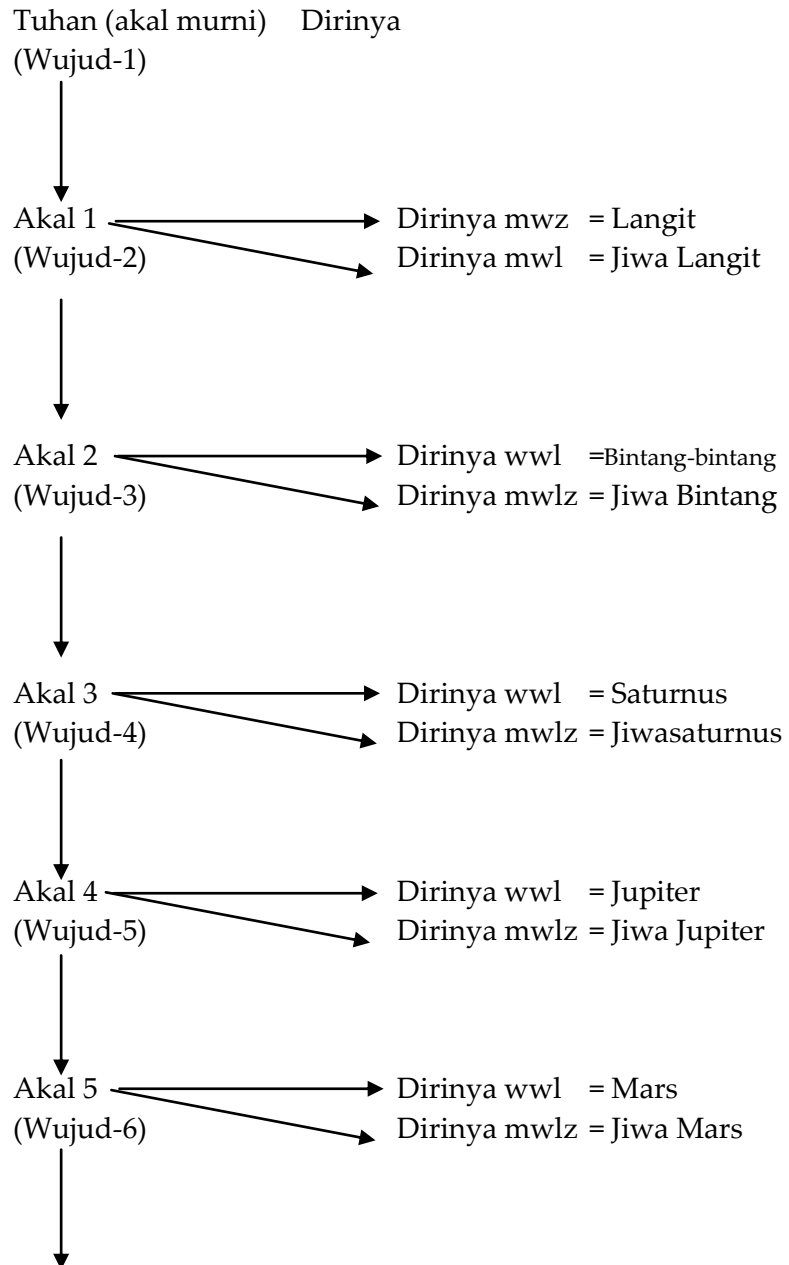 Tuhan (akal murni) Dirinya
(Wujud-1)
Akal 1 Dirinya mwz = Langit
(Wujud-2) Dirinya mwl = Jiwa Langit
Akal 2 Dirinya wwl =Bintang-bintang
(Wujud-3) Dirinya mwlz = Jiwa Bintang
Akal 3 Dirinya wwl = Saturnus
(Wujud-4) Dirinya mwlz = Jiwasaturnus
Akal 4 Dirinya wwl = Jupiter
(Wujud-5) Dirinya mwlz = Jiwa Jupiter
Akal 5 Dirinya wwl = Mars
(Wujud-6) Dirinya mwlz = Jiwa Mars